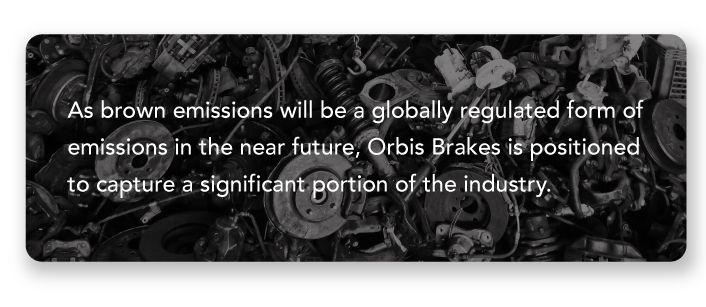 As brown emissions will be a globally regulated form of
emissions in the near future, Orbis Brakes is positioned
to capture a significant portion of the industry.